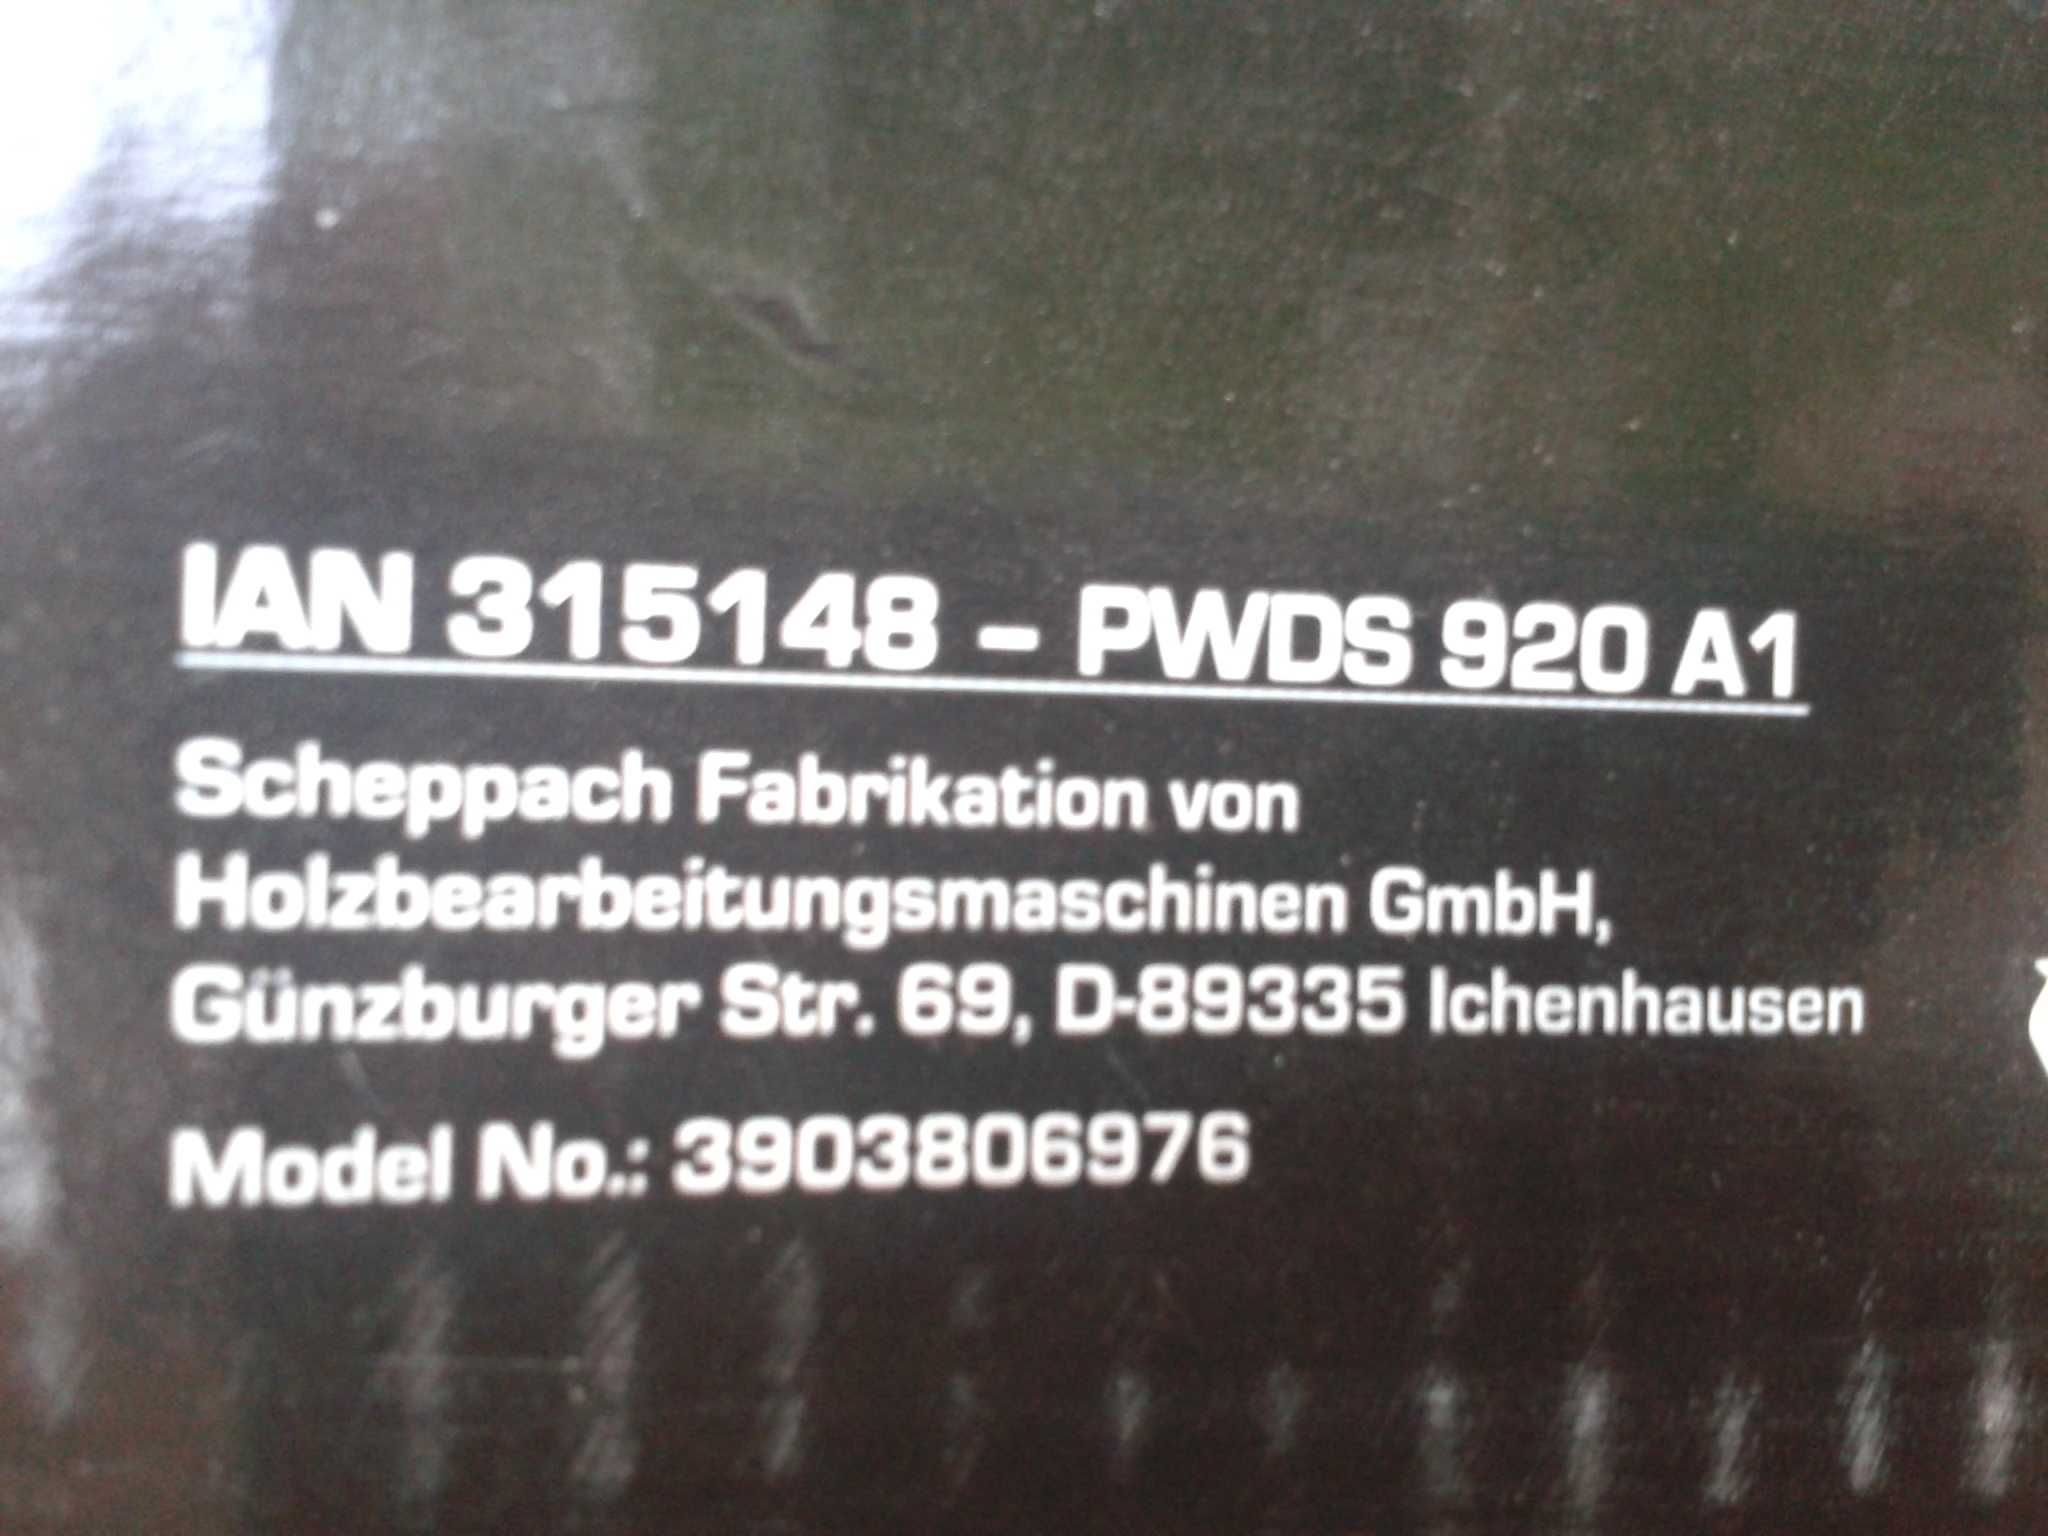 IAN 315148 – PWDS 920 A1
Scheppach Fabrikation von
Holzbearbeitungsmaschinen GmbH,
Günzburger Str. 69, D-89335 Ichenhausen
Model No.: 3903806976